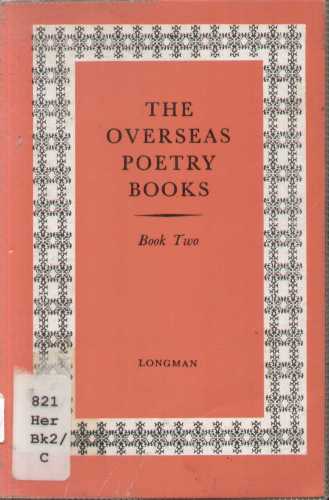 THE
OVERSEAS
POETRY
BOOKS
Book Two
LONGMAN
821
Her
Bk2/
C